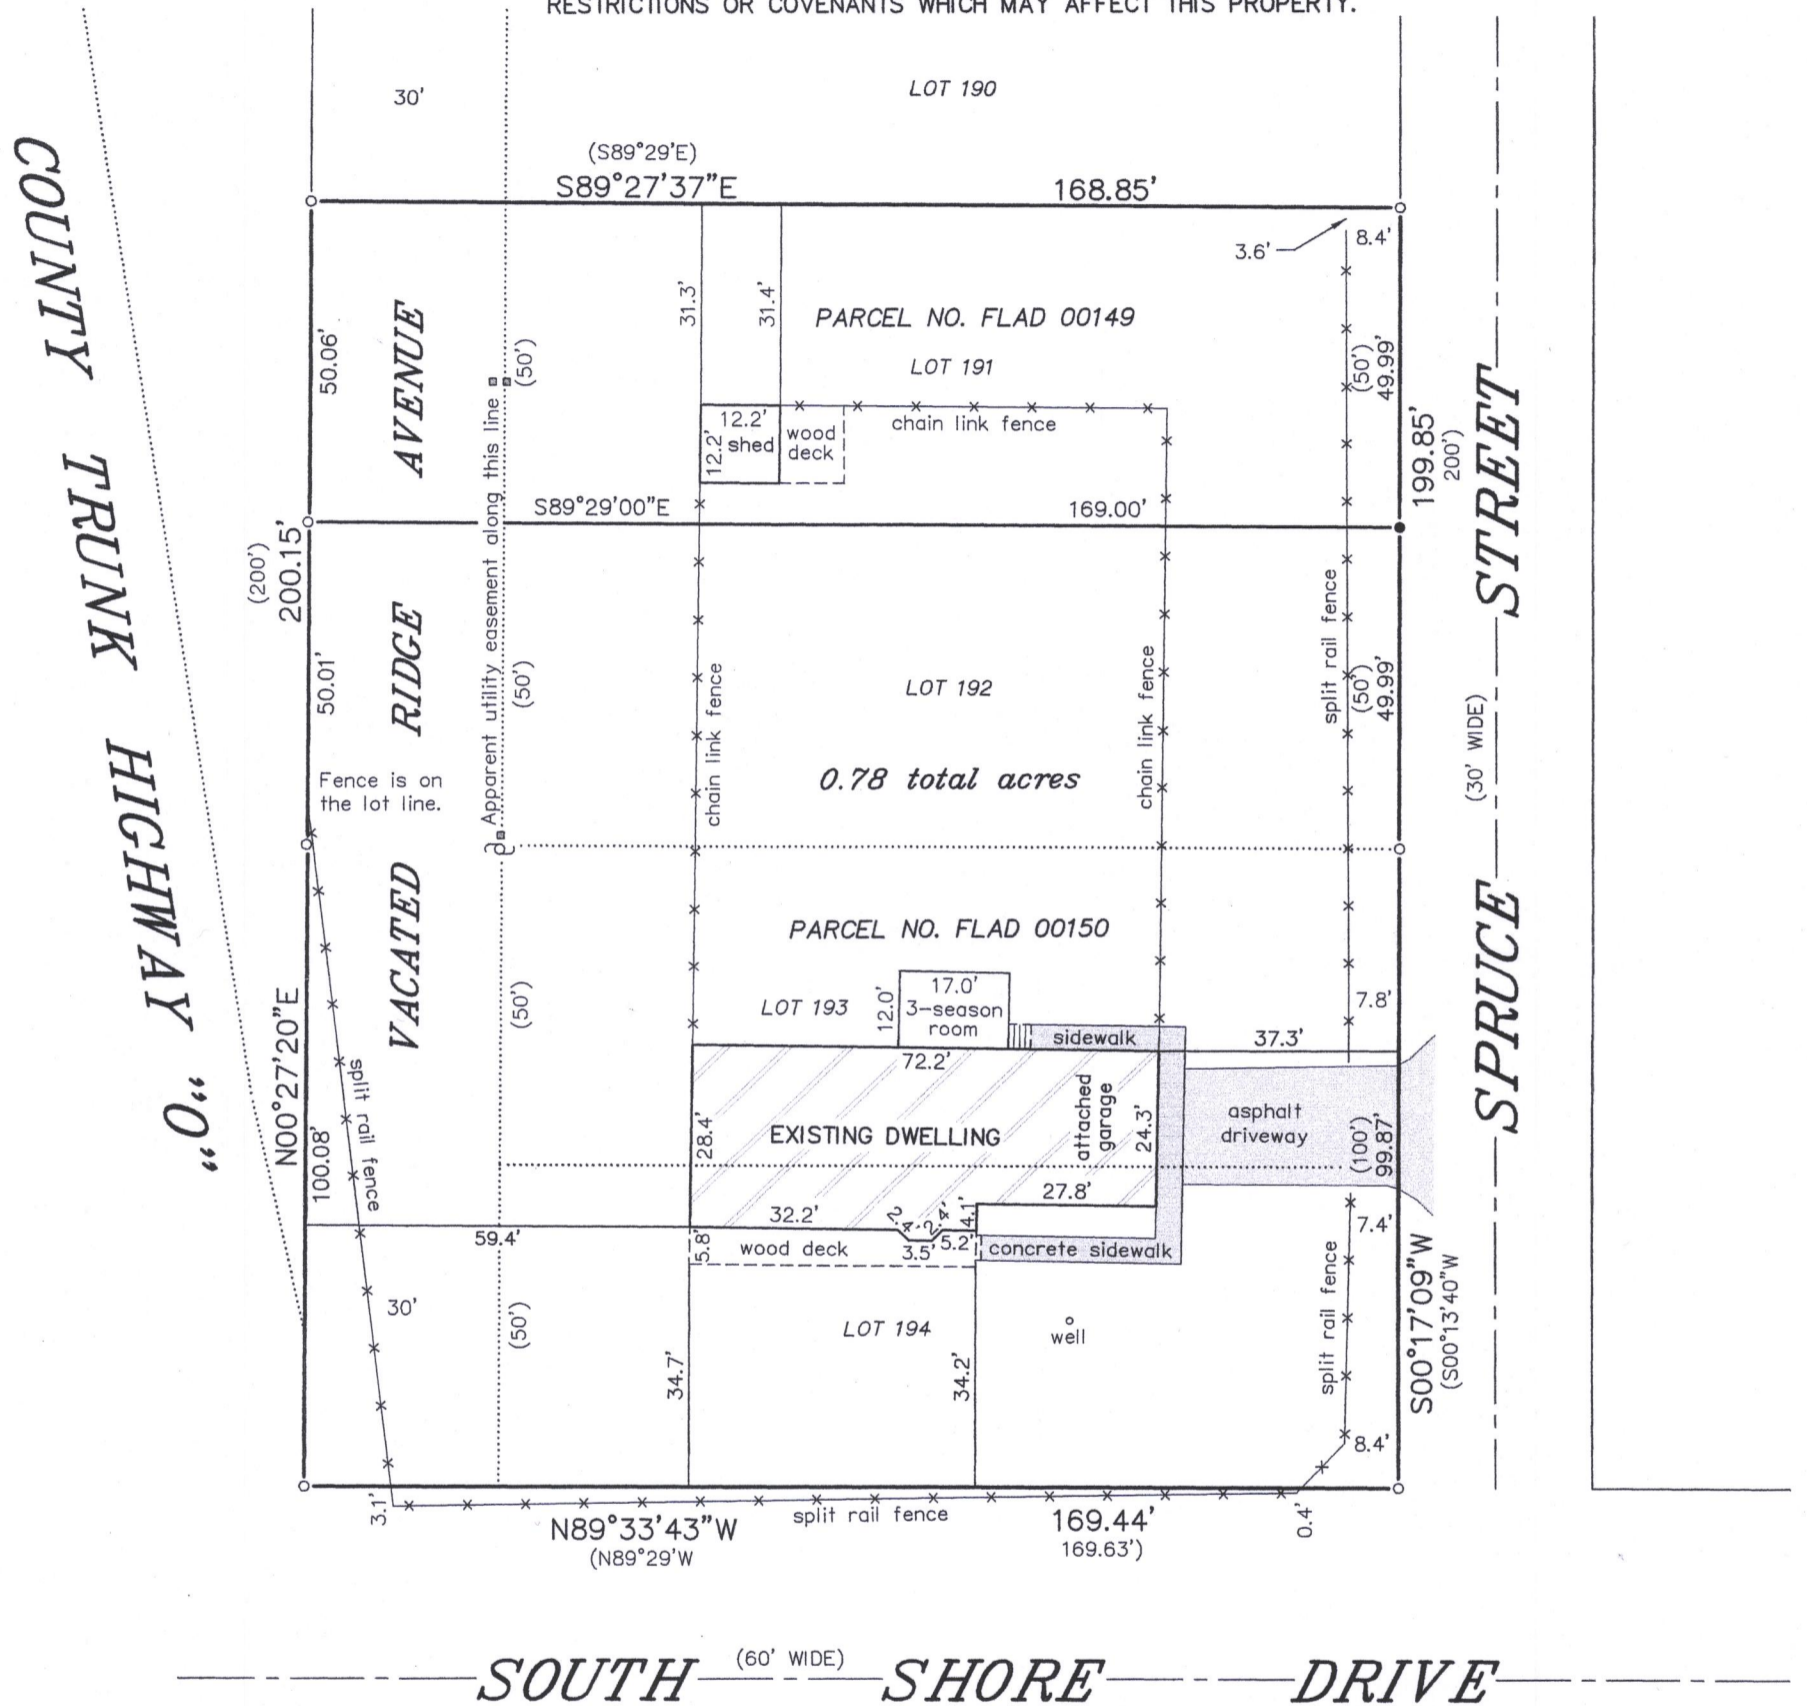 RESTRICTIONS OR COVENANTS WHICH MAY AFFECT THIS PROPERTY.
LOT 190
30'
(S89°29'E)
S89°27'37"E
168.85'
3.6'
8.4'
COUNTY TRUNK HIGHWAY "O"
VACATED RIDGE AVENUE
50.06'
31.3'
31.4'
PARCEL NO. FLAD 00149
LOT 191
(50')
(50')
49.99'
12.2'
12.2'
shed
wood
deck
chain link fence
199.85'
200')
Apparent utility easement along this line
S89°29'00"E
169.00'
(200')
200.15'
50.01'
(50')
chain link fence
LOT 192
0.78 total acres
chain link fence
split rail fence
(50')
49.99'
(30' WIDE)
SPRUCE STREET
Fence is on
the lot line.
PARCEL NO. FLAD 00150
LOT 193
(50')
12.0'
17.0'
3-season
room
sidewalk
37.3'
7.8'
72.2'
N00°27'20"E
100.08'
split rail fence
28.4'
EXISTING DWELLING
attached
garage
24.3'
asphalt
driveway
(100')
99.87'
27.8'
32.2'
2.4'
2.4'
4.1'
7.4'
59.4'
5.8'
wood deck
3.5'
5.2'
concrete sidewalk
30'
(50')
LOT 194
well
34.7'
34.2'
split rail fence
S00°17'09"W
(S00°13'40"W
8.4'
3.1'
split rail fence
0.4'
N89°33'43"W
169.44'
(N89°29'W
169.63')
(60' WIDE)
SOUTH SHORE DRIVE